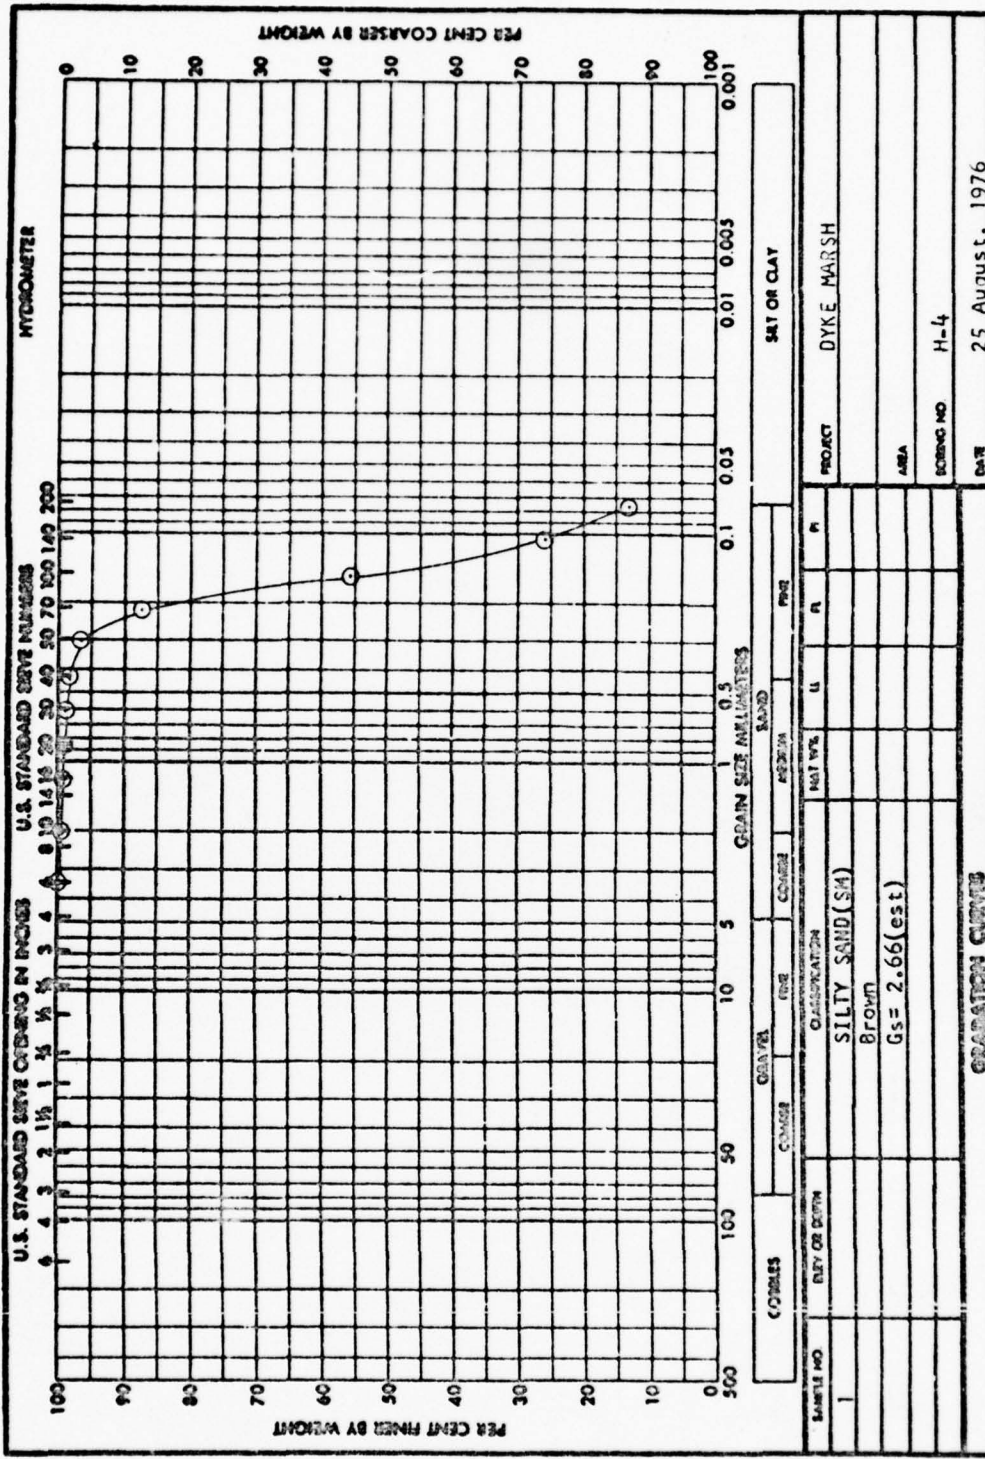 U.S. STANDARD SIEVE OPENING IN INCHES
U.S. STANDARD SIEVE NUMBERS
HYDROMETER
6 4 3 2 1½ 1 ¾ ½ ⅜ 3 4 6 8 10 14 16 20 30 40 50 70 100 140 200
PER CENT FINER BY WEIGHT
100
90
80
70
60
50
40
30
20
10
0
PER CENT COARSER BY WEIGHT
0
10
20
30
40
50
60
70
80
90
100
500 100 50 10 5 1 0.5 0.1 0.05 0.01 0.005 0.001
GRAIN SIZE MILLIMETERS
COBBLES
GRAVEL
SAND
SILT OR CLAY
COARSE
FINE
COARSE
MEDIUM
FINE
SAMPLE NO.
ELEV OR DEPTH
CLASSIFICATION
NAT W%
LL
PL
PI
1
SILTY SAND(SM)
Brown
Gs= 2.66(est)
PROJECT
DYKE MARSH
AREA
BORING NO.
H-4
DATE
25 August, 1976
GRADATION CURVES